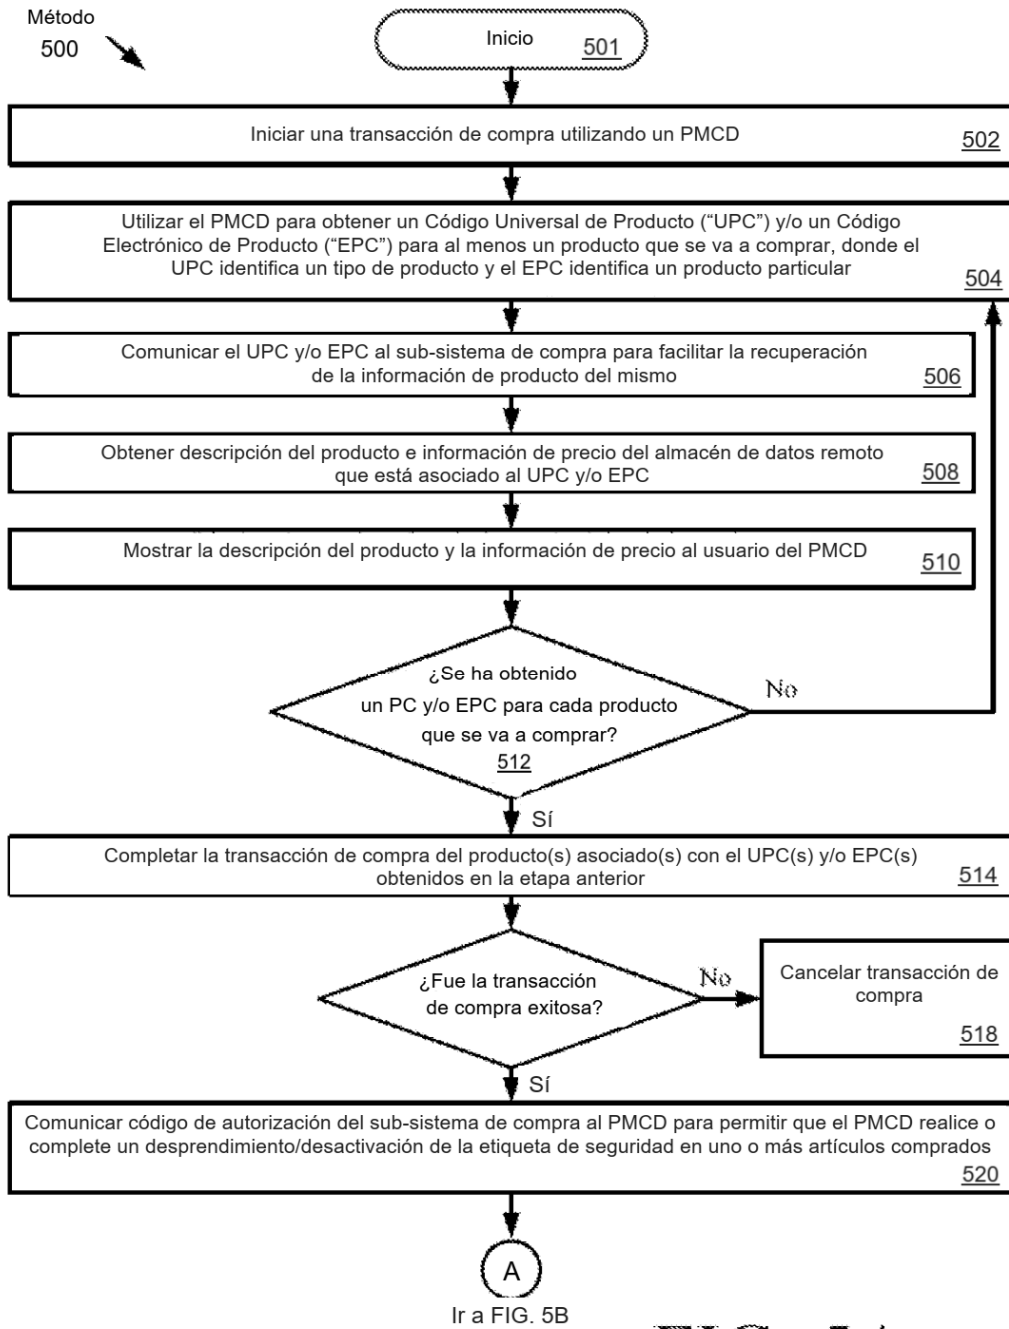 Método
500
Inicio 501
Iniciar una transacción de compra utilizando un PMCD
502
Utilizar el PMCD para obtener un Código Universal de Producto (“UPC”) y/o un Código
Electrónico de Producto (“EPC”) para al menos un producto que se va a comprar, donde el
UPC identifica un tipo de producto y el EPC identifica un producto particular
504
Comunicar el UPC y/o EPC al sub-sistema de compra para facilitar la recuperación
de la información de producto del mismo
506
Obtener descripción del producto e información de precio del almacén de datos remoto
que está asociado al UPC y/o EPC
508
Mostrar la descripción del producto y la información de precio al usuario del PMCD
510
¿Se ha obtenido
un PC y/o EPC para cada producto
que se va a comprar?
512
No
Sí
Completar la transacción de compra del producto(s) asociado(s) con el UPC(s) y/o EPC(s)
obtenidos en la etapa anterior
514
¿Fue la transacción
de compra exitosa?
No
Cancelar transacción de
compra
518
Sí
Comunicar código de autorización del sub-sistema de compra al PMCD para permitir que el PMCD realice o
complete un desprendimiento/desactivación de la etiqueta de seguridad en uno o más artículos comprados
520
A
Ir a FIG. 5B